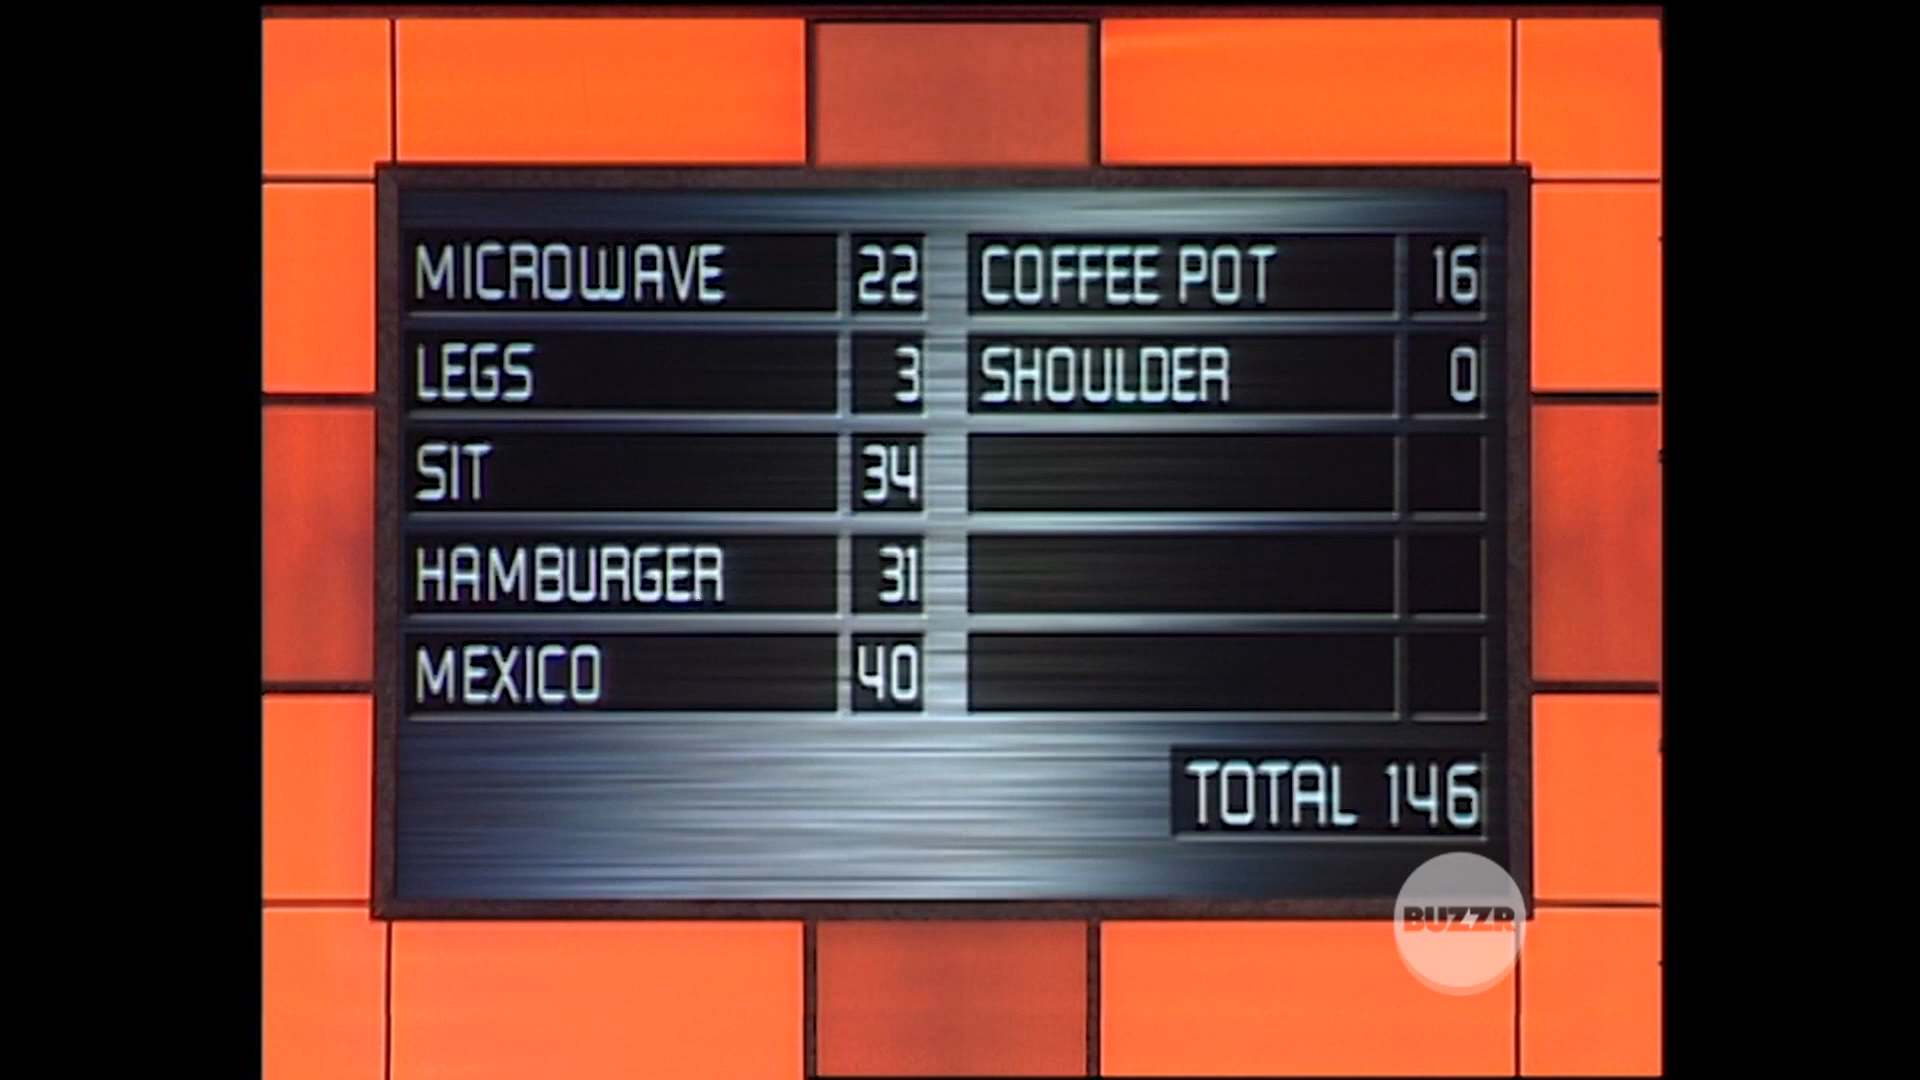 MICROWAVE 22 COFFEE POT 16
LEGS 3 SHOULDER 0
SIT 34
HAMBURGER 31
MEXICO 40
TOTAL 146
BUZZR